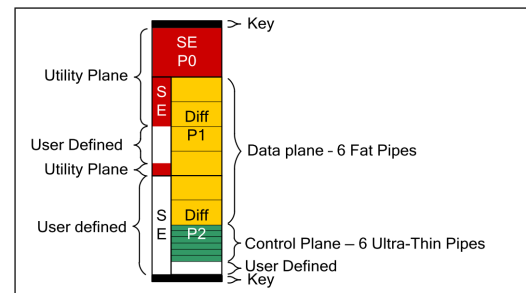 Key
SE
P0
Utility Plane
S
E
Diff
P1
User Defined
Data plane - 6 Fat Pipes
Utility Plane
User defined
S
E
Diff
P2
Control Plane – 6 Ultra-Thin Pipes
User Defined
Key